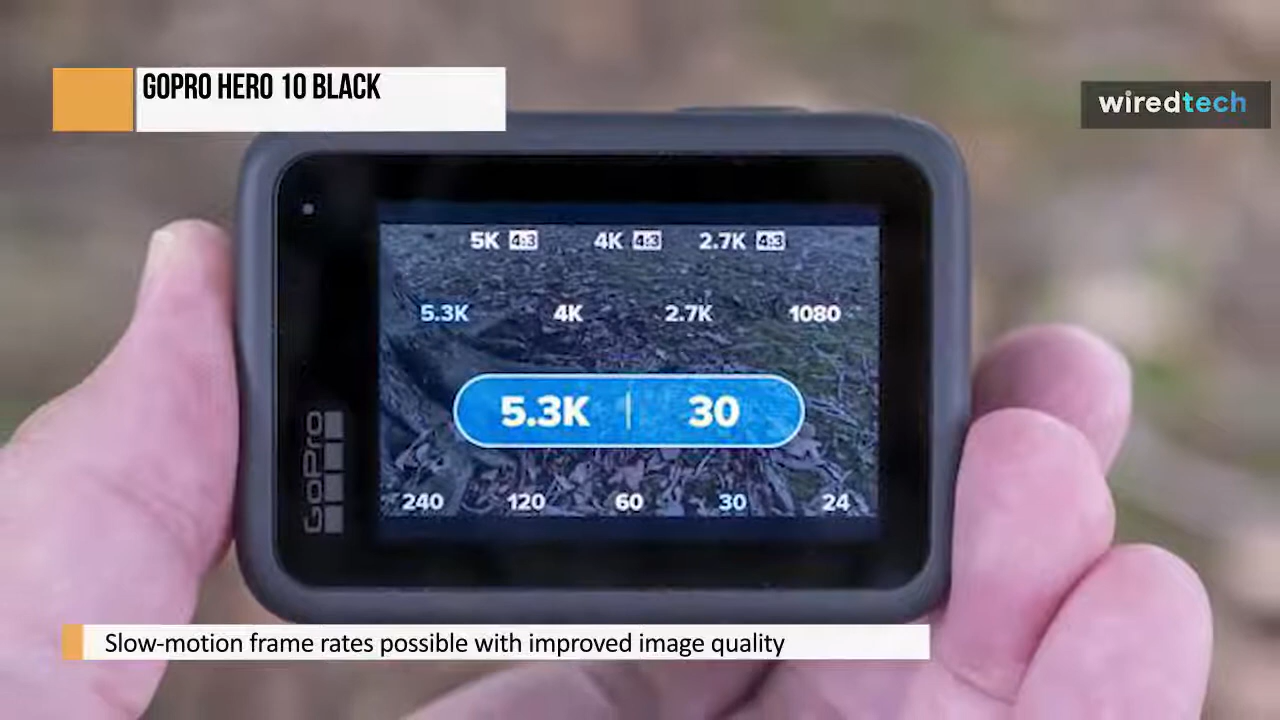 GOPRO HERO 10 BLACK
wiredtech
5K 4:3 4K 4:3 2.7K 4:3
5.3K 4K 2.7K 1080
5.3K | 30
GoPro
240 120 60 30 24
Slow-motion frame rates possible with improved image quality